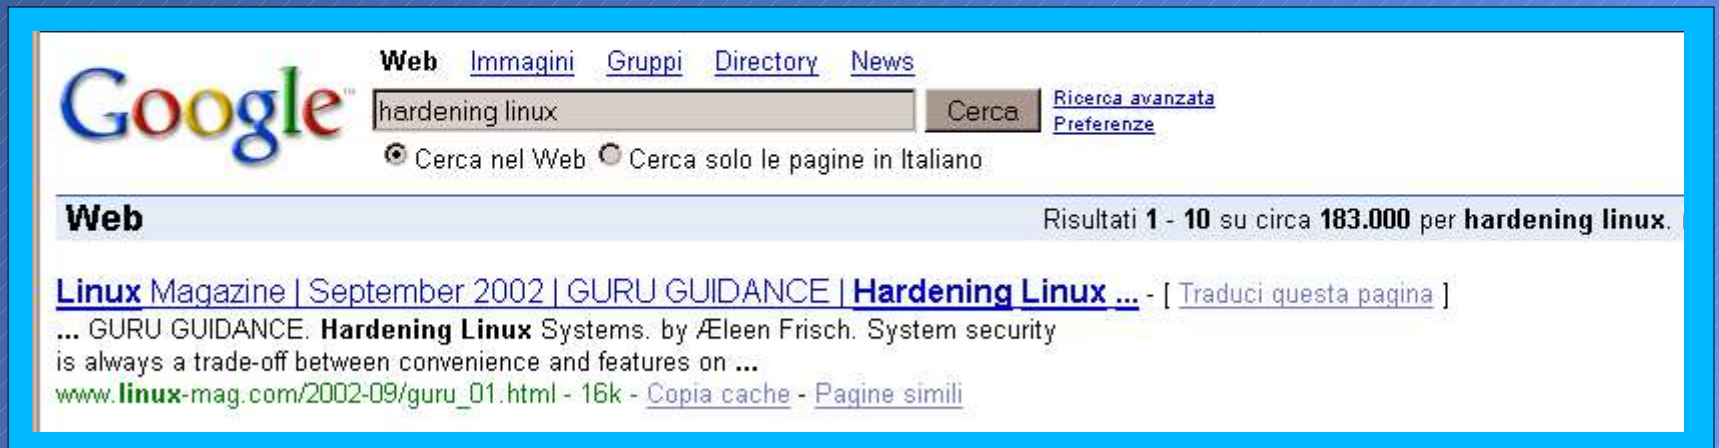 Google™
Web Immagini Gruppi Directory News
hardening linux Cerca Ricerca avanzata
Preferenze
Cerca nel Web Cerca solo le pagine in Italiano
Web Risultati 1 - 10 su circa 183.000 per hardening linux.
Linux Magazine | September 2002 | GURU GUIDANCE | Hardening Linux ... - [ Traduci questa pagina ]
... GURU GUIDANCE. Hardening Linux Systems. by Æleen Frisch. System security
is always a trade-off between convenience and features on ...
www.linux-mag.com/2002-09/guru_01.html - 16k - Copia cache - Pagine simili